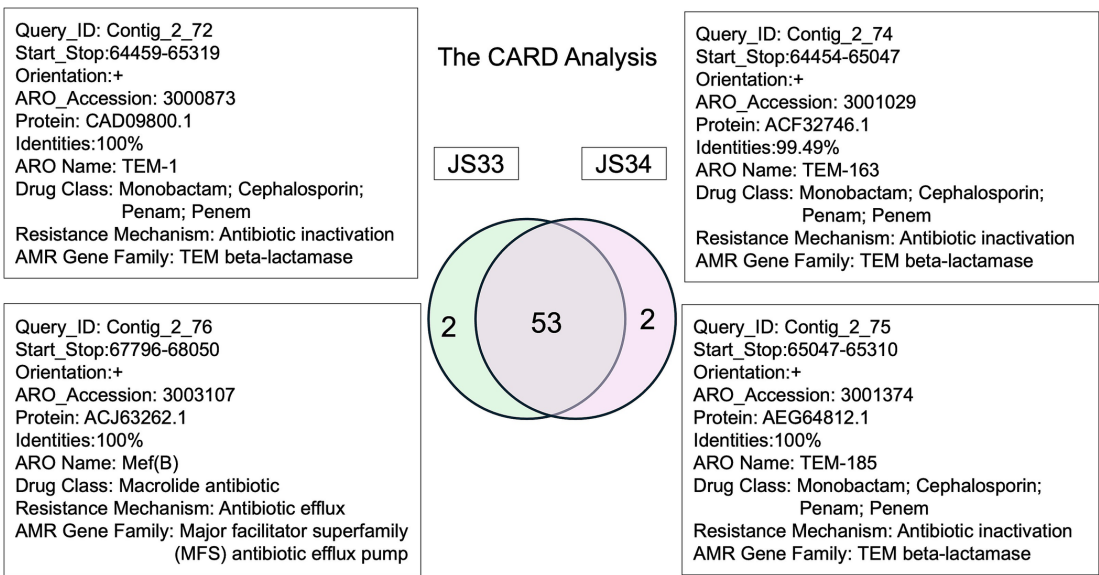 Query_ID: Contig_2_72
Start_Stop:64459-65319
Orientation:+
ARO_Accession: 3000873
Protein: CAD09800.1
Identities:100%
ARO Name: TEM-1
Drug Class: Monobactam; Cephalosporin;
Penam; Penem
Resistance Mechanism: Antibiotic inactivation
AMR Gene Family: TEM beta-lactamase
The CARD Analysis
JS33
JS34
Query_ID: Contig_2_74
Start_Stop:64454-65047
Orientation:+
ARO_Accession: 3001029
Protein: ACF32746.1
Identities:99.49%
ARO Name: TEM-163
Drug Class: Monobactam; Cephalosporin;
Penam; Penem
Resistance Mechanism: Antibiotic inactivation
AMR Gene Family: TEM beta-lactamase
Query_ID: Contig_2_76
Start_Stop:67796-68050
Orientation:+
ARO_Accession: 3003107
Protein: ACJ63262.1
Identities:100%
ARO Name: Mef(B)
Drug Class: Macrolide antibiotic
Resistance Mechanism: Antibiotic efflux
AMR Gene Family: Major facilitator superfamily
(MFS) antibiotic efflux pump
2
53
2
Query_ID: Contig_2_75
Start_Stop:65047-65310
Orientation:+
ARO_Accession: 3001374
Protein: AEG64812.1
Identities:100%
ARO Name: TEM-185
Drug Class: Monobactam; Cephalosporin;
Penam; Penem
Resistance Mechanism: Antibiotic inactivation
AMR Gene Family: TEM beta-lactamase